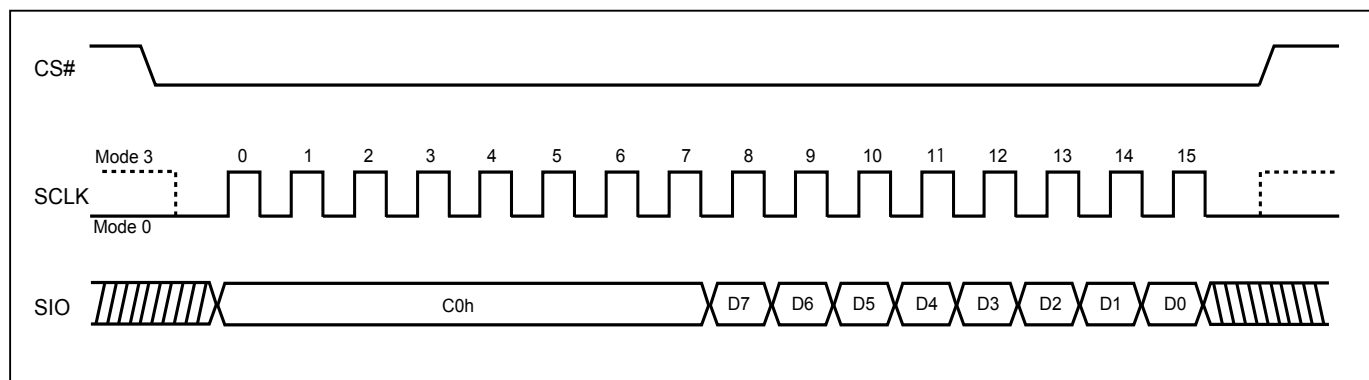 CS#
Mode 3
0 1 2 3 4 5 6 7 8 9 10 11 12 13 14 15
SCLK
Mode 0
SIO
C0h D7 D6 D5 D4 D3 D2 D1 D0